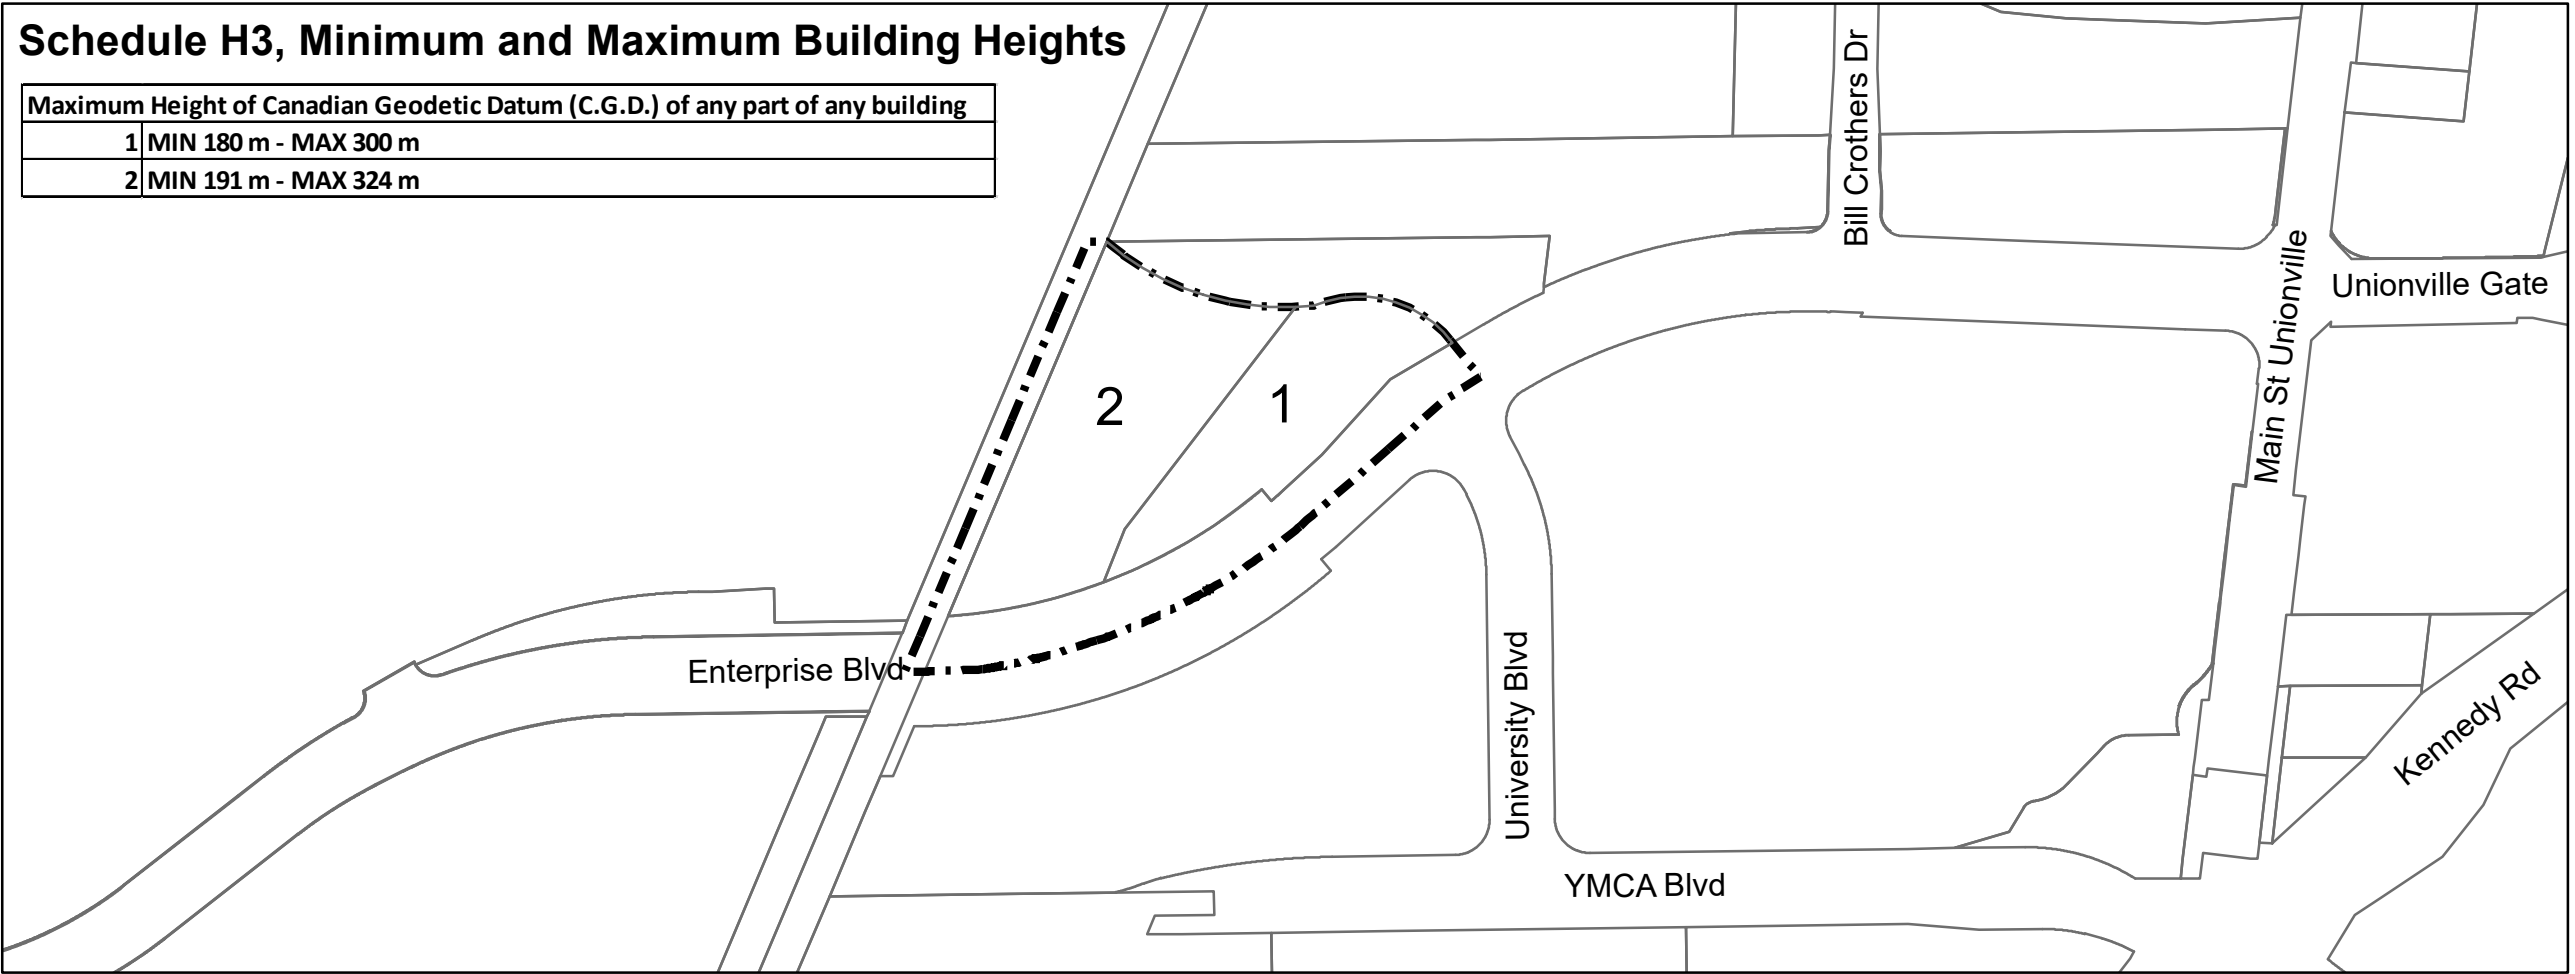 Schedule H3, Minimum and Maximum Building Heights
Maximum Height of Canadian Geodetic Datum (C.G.D.) of any part of any building
1 MIN 180 m - MAX 300 m
2 MIN 191 m - MAX 324 m
Bill Crothers Dr
Main St Unionville
Unionville Gate
2
1
Enterprise Blvd
University Blvd
Kennedy Rd
YMCA Blvd